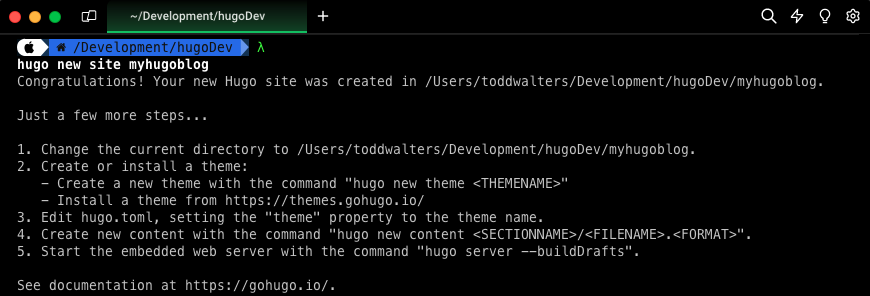 ~/Development/hugoDev
/Development/hugoDev λ
hugo new site myhugoblog
Congratulations! Your new Hugo site was created in /Users/toddwalters/Development/hugoDev/myhugoblog.
Just a few more steps...
1. Change the current directory to /Users/toddwalters/Development/hugoDev/myhugoblog.
2. Create or install a theme:
   - Create a new theme with the command "hugo new theme <THEMENAME>"
   - Install a theme from https://themes.gohugo.io/
3. Edit hugo.toml, setting the "theme" property to the theme name.
4. Create new content with the command "hugo new content <SECTIONNAME>/<FILENAME>.<FORMAT>".
5. Start the embedded web server with the command "hugo server --buildDrafts".
See documentation at https://gohugo.io/.